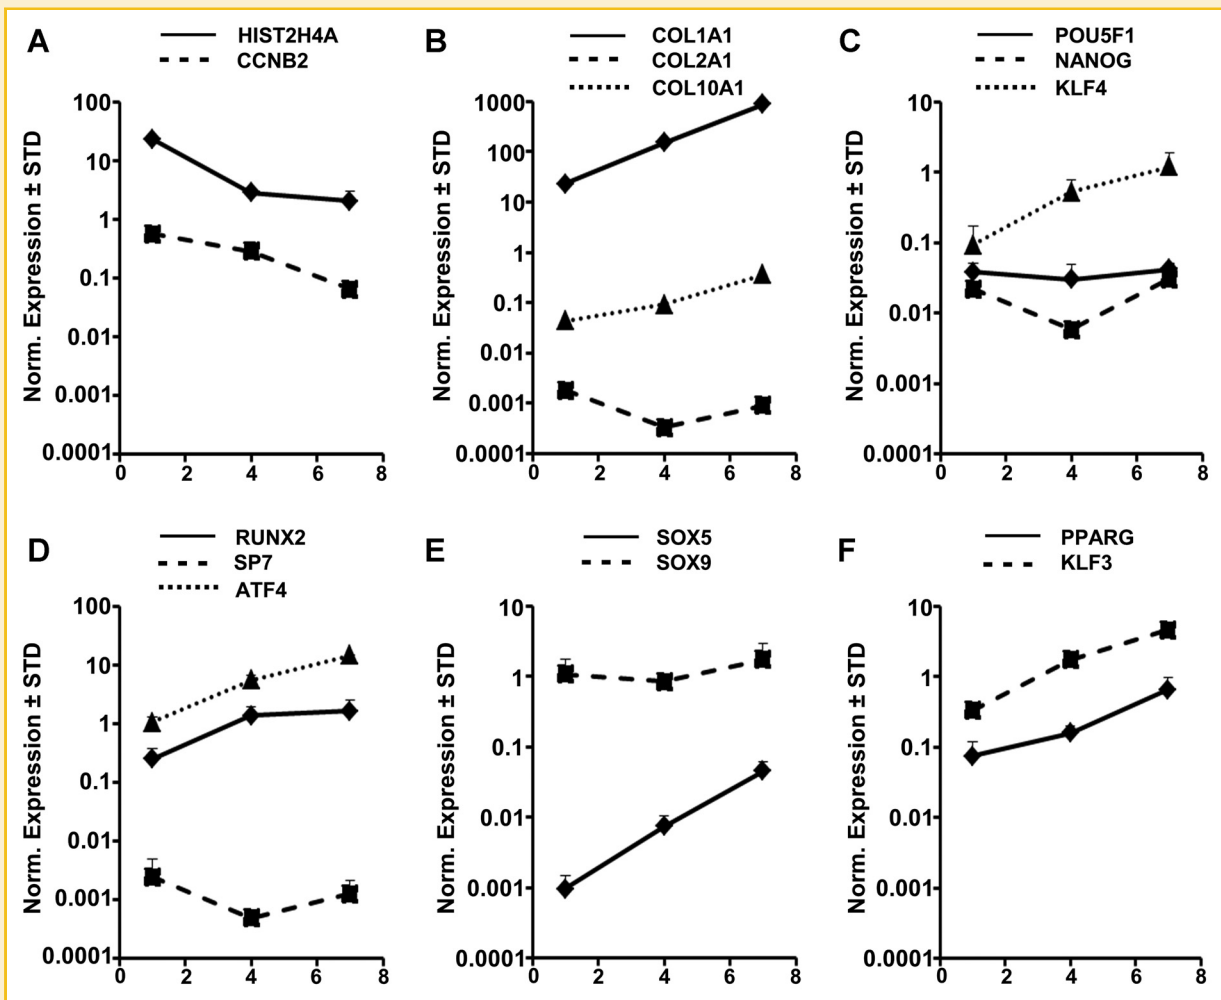 A
HIST2H4A
CCNB2
Norm. Expression ± STD
100
10
1
0.1
0.01
0.001
0.0001
0 2 4 6 8
B
COL1A1
COL2A1
COL10A1
Norm. Expression ± STD
1000
100
10
1
0.1
0.01
0.001
0.0001
0 2 4 6 8
C
POU5F1
NANOG
KLF4
Norm. Expression ± STD
10
1
0.1
0.01
0.001
0.0001
0 2 4 6 8
D
RUNX2
SP7
ATF4
Norm. Expression ± STD
100
10
1
0.1
0.01
0.001
0.0001
0 2 4 6 8
E
SOX5
SOX9
Norm. Expression ± STD
10
1
0.1
0.01
0.001
0.0001
0 2 4 6 8
F
PPARG
KLF3
Norm. Expression ± STD
10
1
0.1
0.01
0.001
0.0001
0 2 4 6 8